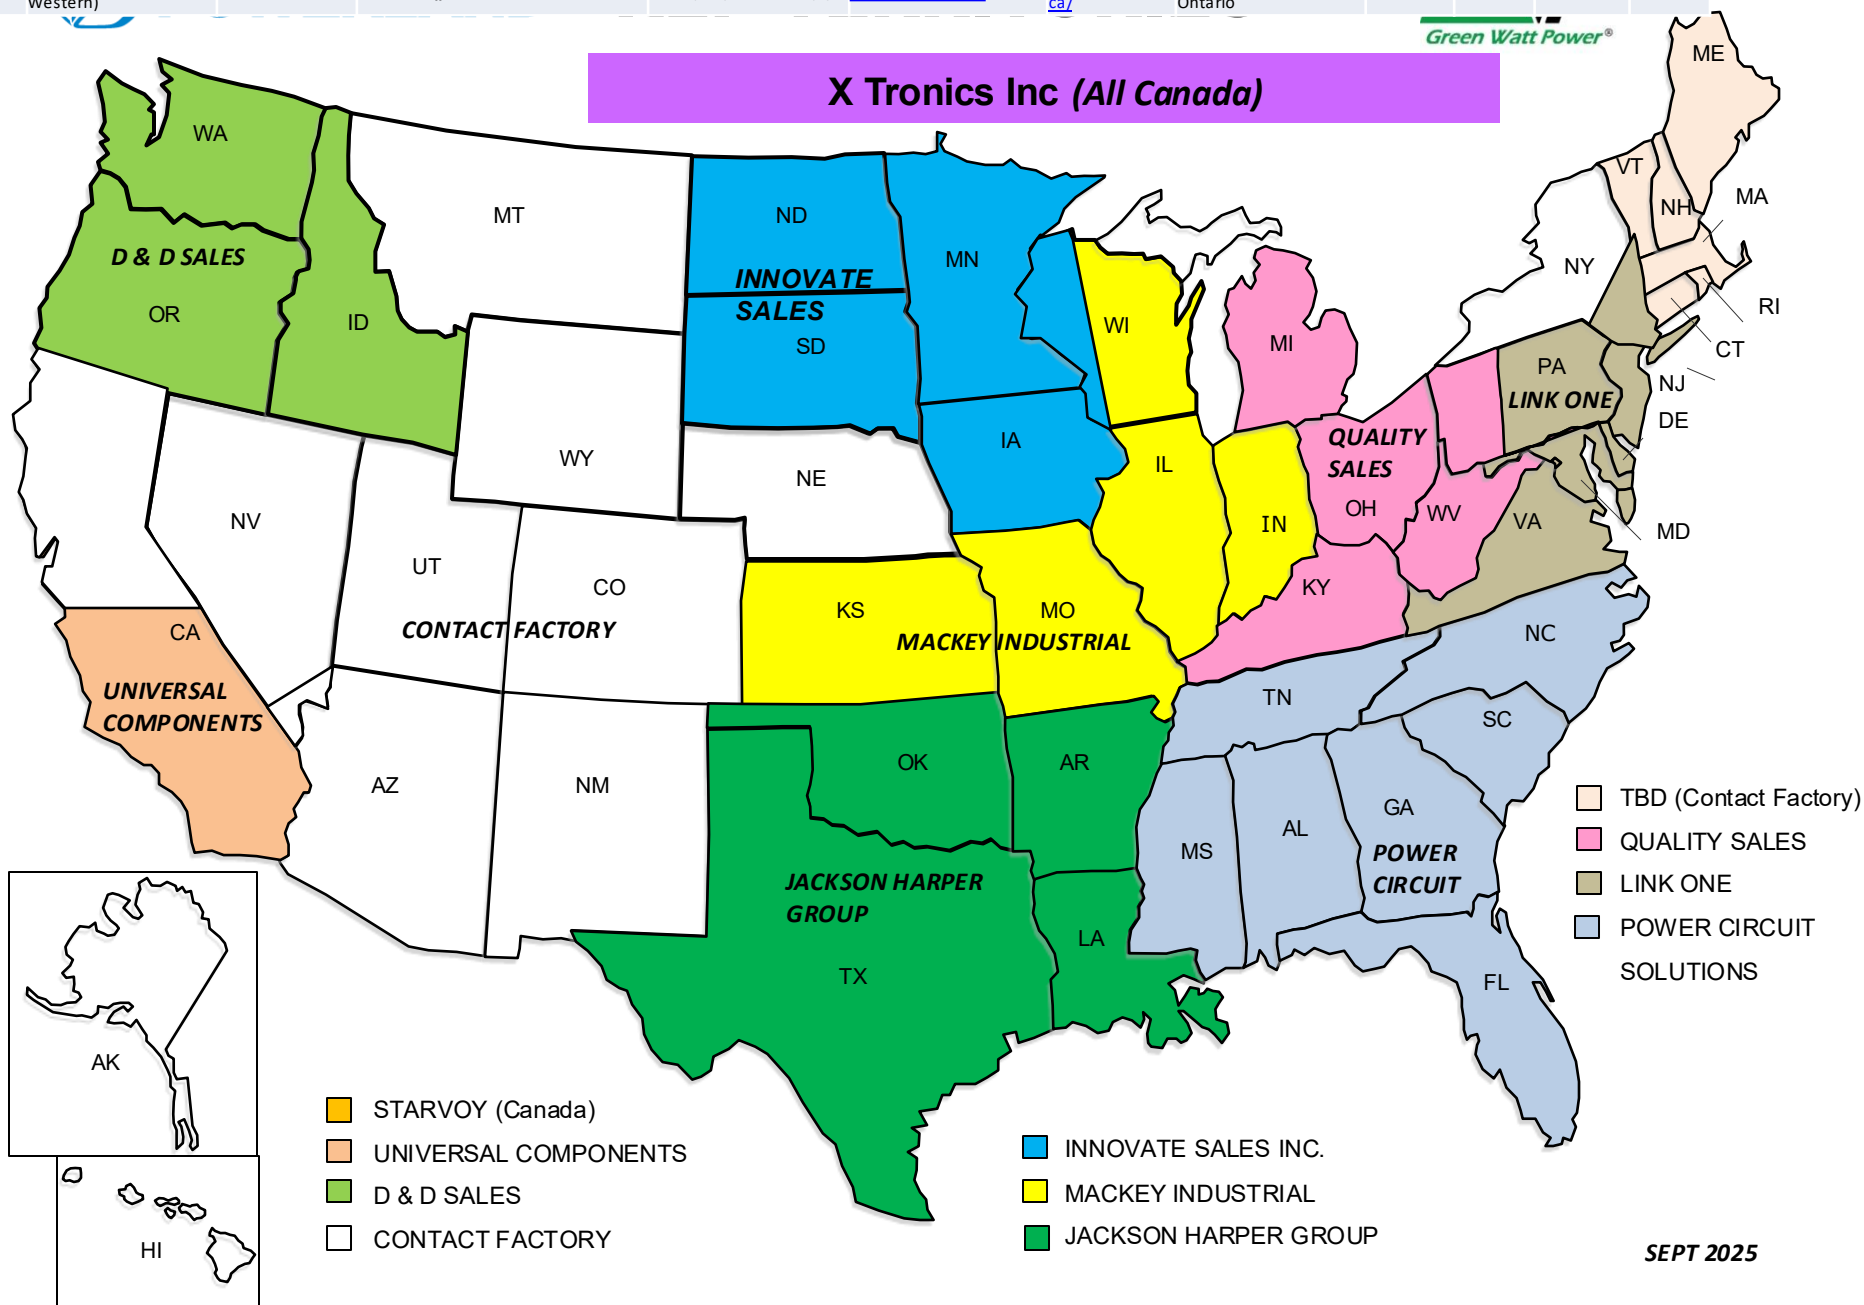 Western)
ca/
Ontario
Green Watt Power®
X Tronics Inc (All Canada)
ME
WA
VT
MA
NH
MT
ND
MN
NY
D & D SALES
INNOVATE
SALES
OR
ID
SD
WI
MI
RI
CT
PA
LINK ONE
NJ
DE
WY
NE
IA
IL
QUALITY
SALES
OH
WV
VA
MD
NV
IN
UT
CO
KS
MO
KY
CONTACT FACTORY
MACKEY INDUSTRIAL
NC
CA
UNIVERSAL
COMPONENTS
TN
SC
AZ
NM
OK
AR
MS
AL
GA
POWER
CIRCUIT
JACKSON HARPER
GROUP
LA
TX
FL
TBD (Contact Factory)
QUALITY SALES
LINK ONE
POWER CIRCUIT
SOLUTIONS
AK
HI
STARVOY (Canada)
UNIVERSAL COMPONENTS
D & D SALES
CONTACT FACTORY
INNOVATE SALES INC.
MACKEY INDUSTRIAL
JACKSON HARPER GROUP
SEPT 2025